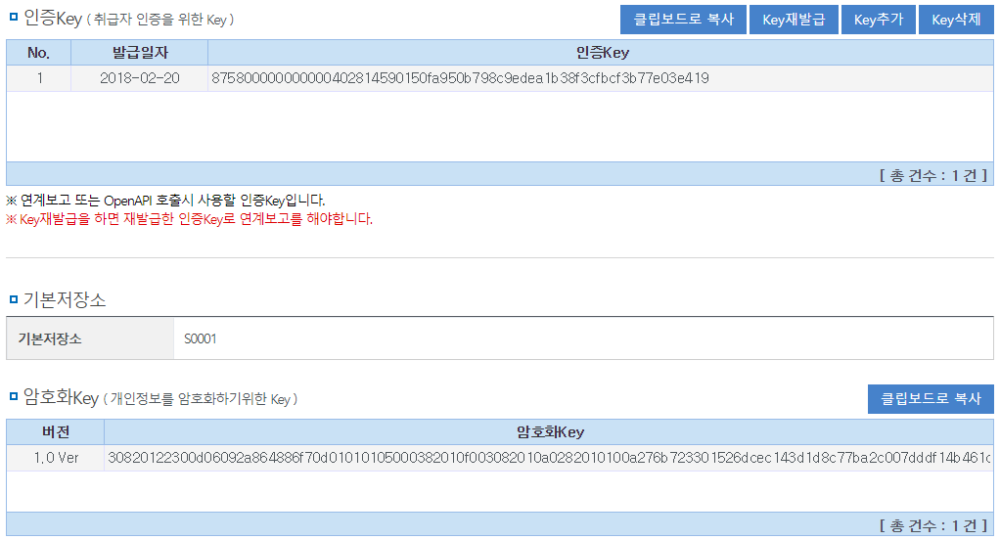 인증Key ( 취급자 인증을 위한 Key )
클립보드로 복사 Key재발급 Key추가 Key삭제
No. 발급일자 인증Key
1 2018-02-20 87580000000000402814590150fa950b798c9edea1b38f3cfbcf3b77e03e419
[ 총 건수 : 1 건 ]
※ 연계보고 또는 OpenAPI 호출시 사용할 인증Key입니다.
※ Key재발급을 하면 재발급한 인증Key로 연계보고를 해야합니다.
기본저장소
기본저장소 S0001
암호화Key ( 개인정보를 암호화하기위한 Key )
클립보드로 복사
버전 암호화Key
1.0 Ver 30820122300d06092a864886f70d01010105000382010f003082010a0282010100a276b723301526dcec143d1d8c77ba2c007dddf14b461c
[ 총 건수 : 1 건 ]